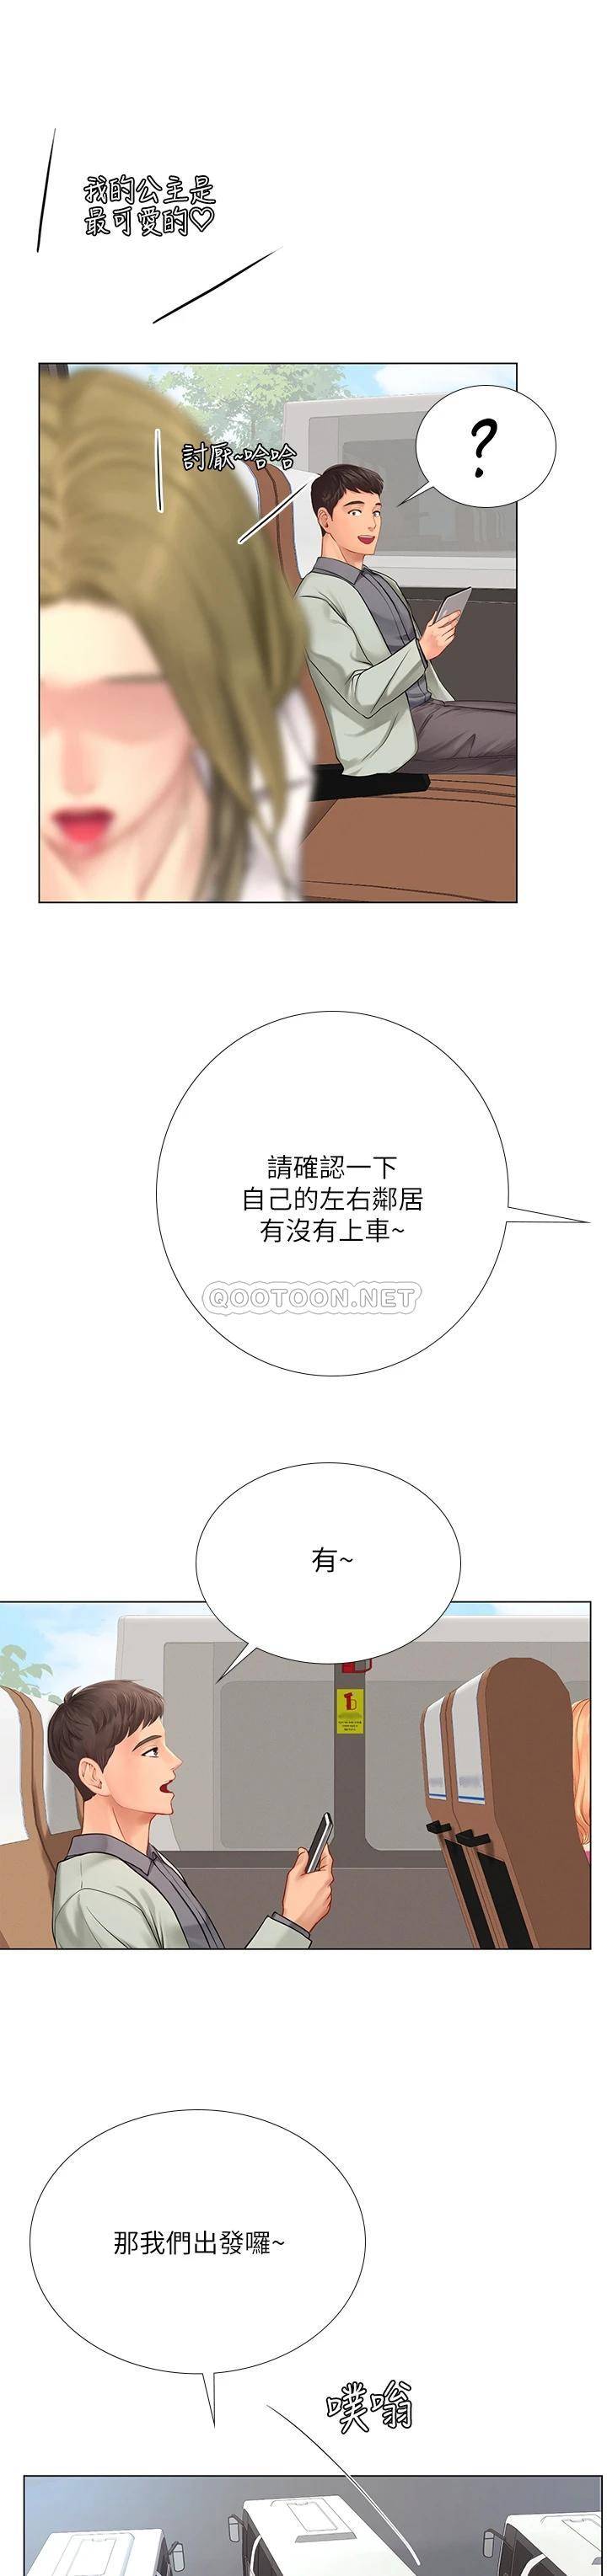 我的公主是
最可愛的♡
?
討厭~哈哈
請確認一下
自己的左右鄰居
有沒有上車~
QOOTOON.NET
有~
那我們出發囉~
噗嗡